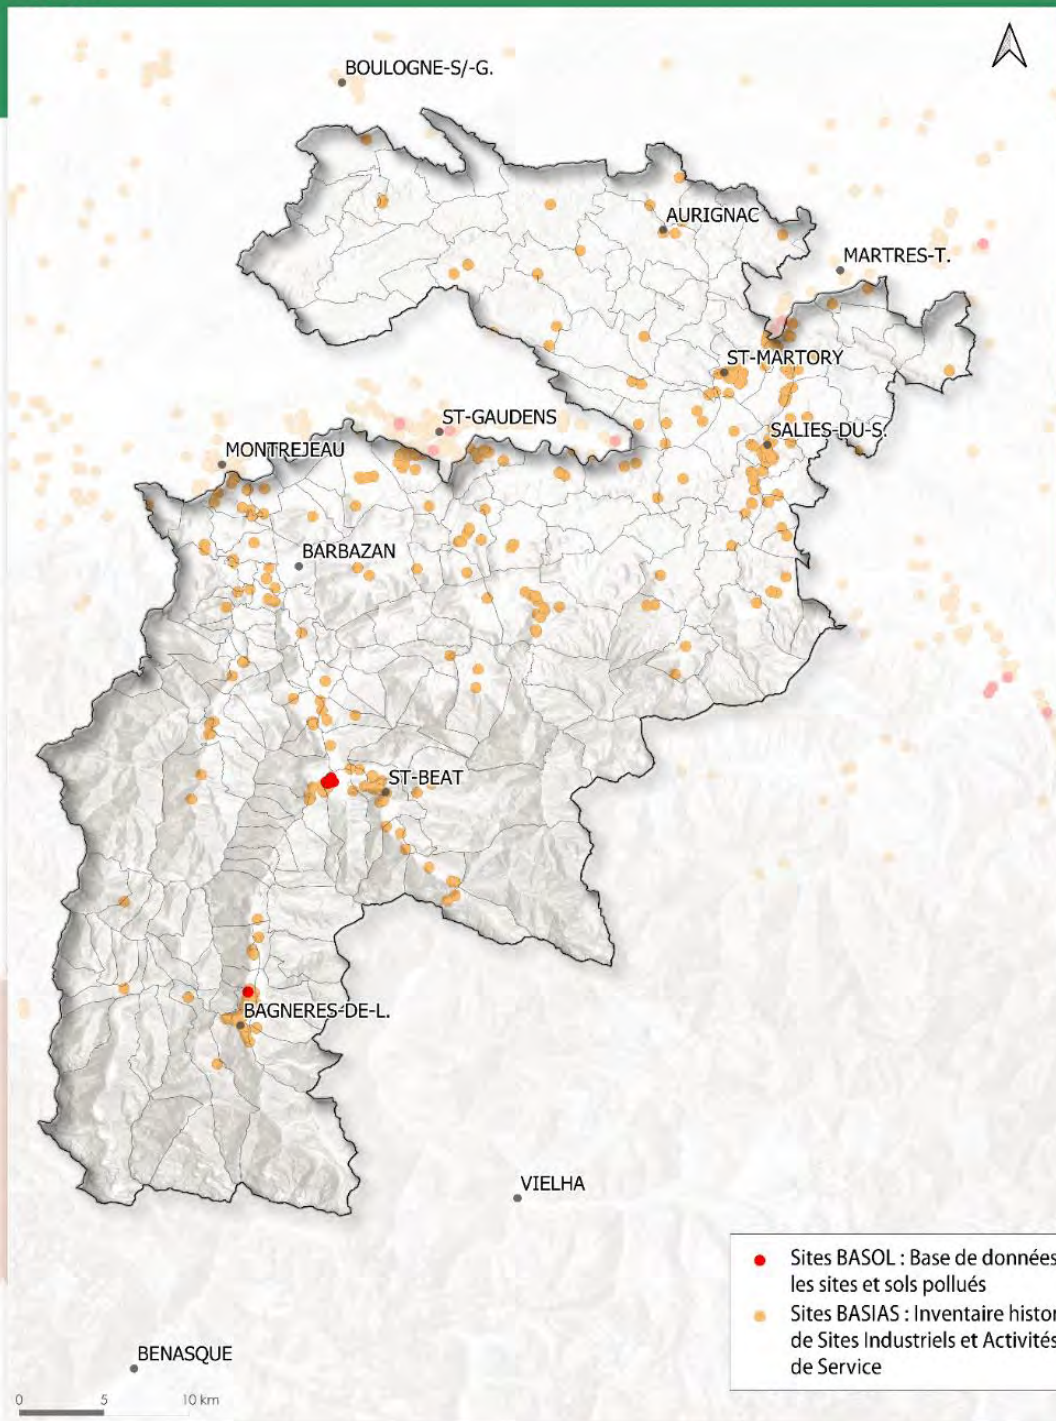 BOULOGNE-S/-G.
AURIGNAC
MARTRES-T.
ST-MARTORY
ST-GAUDENS
SALIES-DU-S.
MONTREJEAU
BARBAZAN
ST-BEAT
BAGNERES-DE-L.
VIELHA
Sites BASOL : Base de données
les sites et sols pollués
Sites BASIAS : Inventaire histor
de Sites Industriels et Activités
de Service
BENASQUE
0 5 10 km